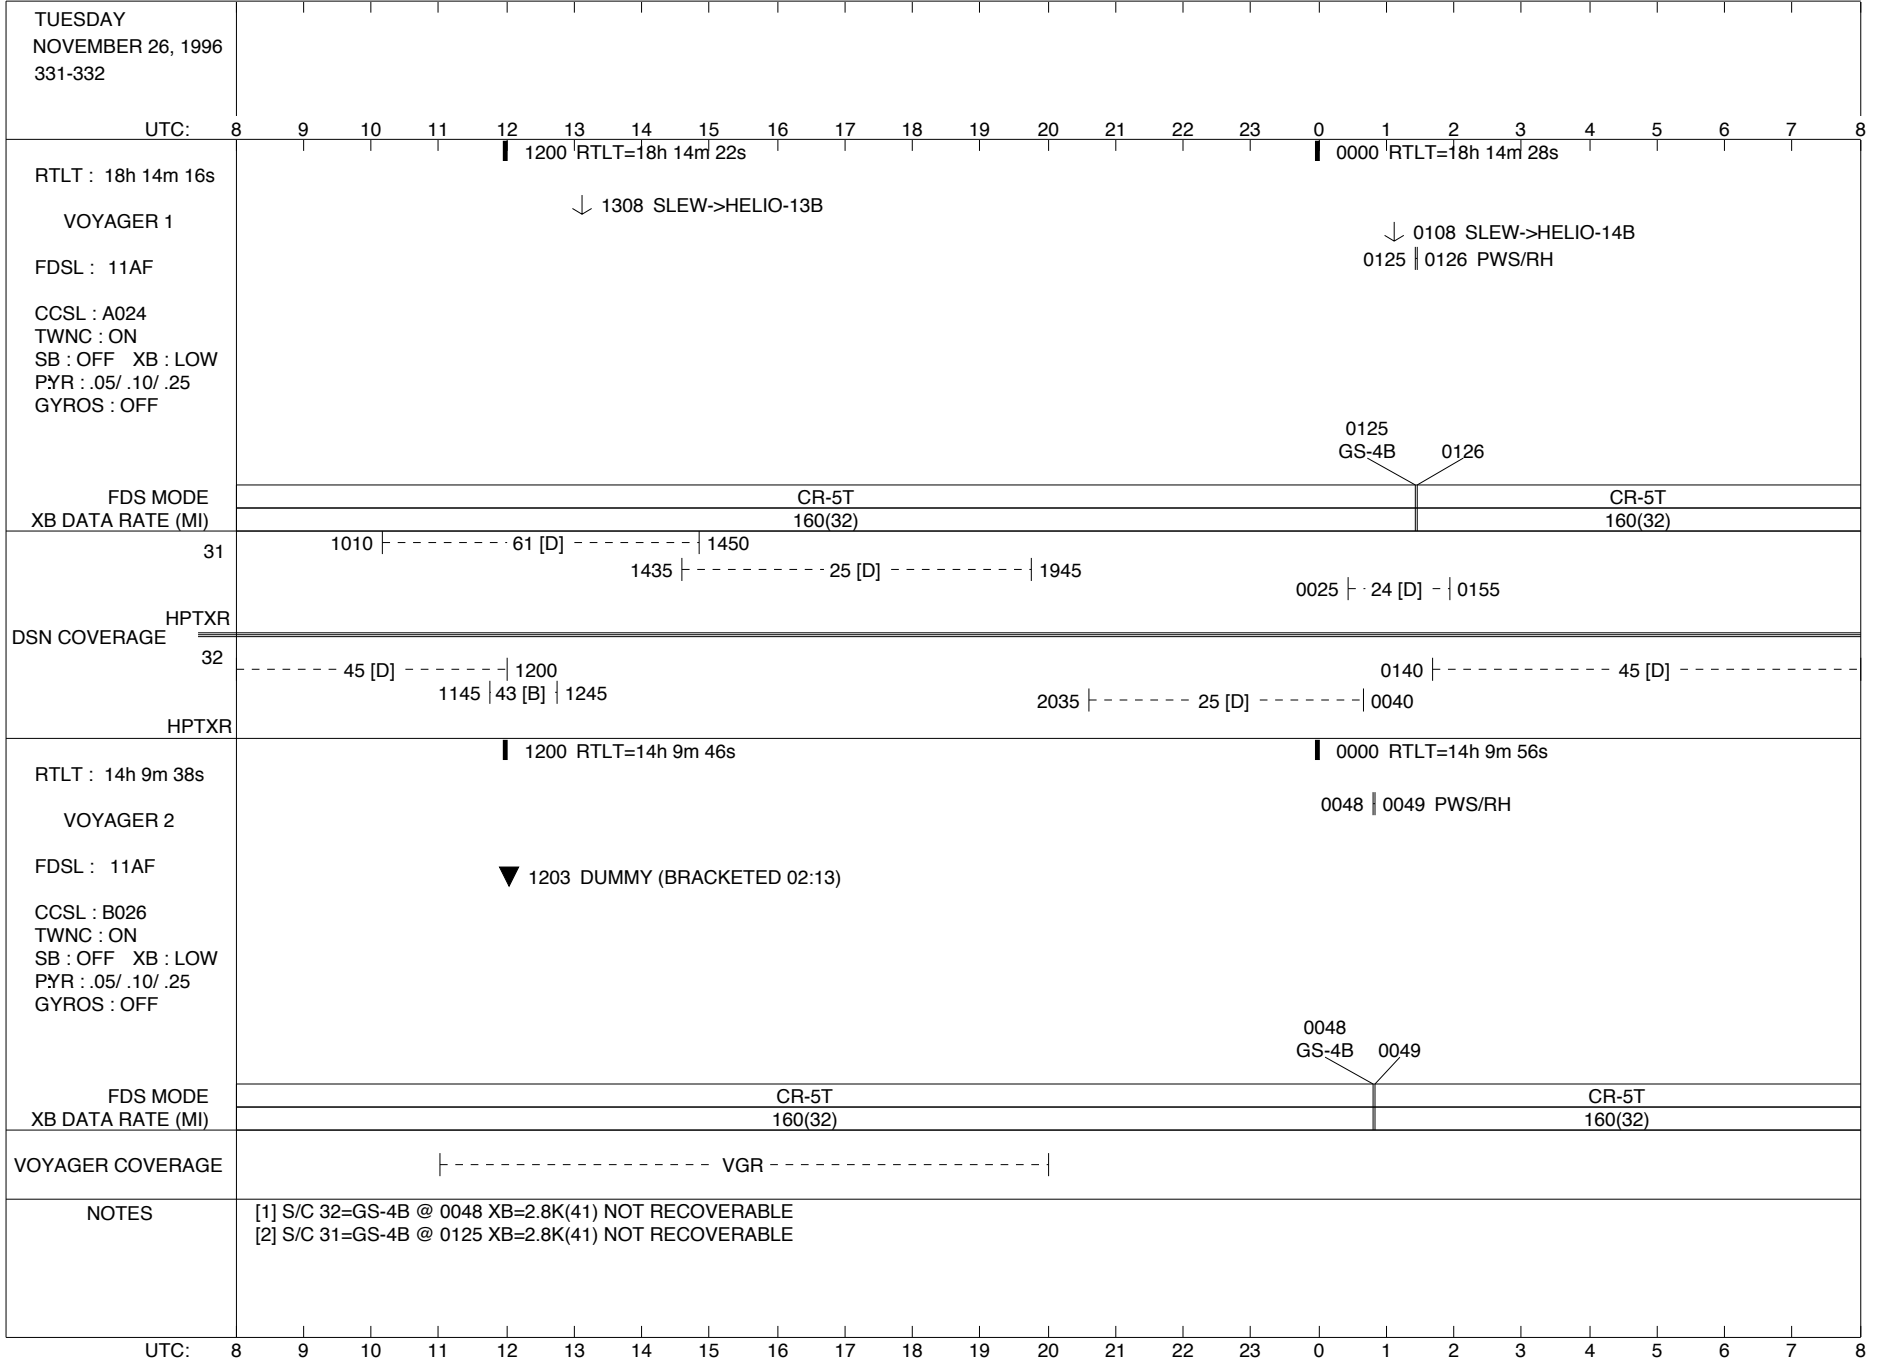 TUESDAY
NOVEMBER 26, 1996
331-332
UTC: 8 9 10 11 12 13 14 15 16 17 18 19 20 21 22 23 0 1 2 3 4 5 6 7 8
1200 RTLT=18h 14m 22s 0000 RTLT=18h 14m 28s
RTLT : 18h 14m 16s
1308 SLEW->HELIO-13B
VOYAGER 1
0108 SLEW->HELIO-14B
0125 0126 PWS/RH
FDSL : 11AF
CCSL : A024
TWNC : ON
SB : OFF XB : LOW
P:YR : .05/ .10/ .25
GYROS : OFF
0125
GS-4B 0126
FDS MODE CR-5T CR-5T
XB DATA RATE (MI) 160(32) 160(32)
31 1010 61 [D] 1450
1435 25 [D] 1945
0025 24 [D] 0155
HPTXR
DSN COVERAGE
32
45 [D] 1200 0140 45 [D]
1145 43 [B] 1245
2035 25 [D] 0040
HPTXR
1200 RTLT=14h 9m 46s 0000 RTLT=14h 9m 56s
RTLT : 14h 9m 38s
0048 0049 PWS/RH
VOYAGER 2
FDSL : 11AF
1203 DUMMY (BRACKETED 02:13)
CCSL : B026
TWNC : ON
SB : OFF XB : LOW
P:YR : .05/ .10/ .25
GYROS : OFF
0048
GS-4B 0049
FDS MODE CR-5T CR-5T
XB DATA RATE (MI) 160(32) 160(32)
VOYAGER COVERAGE VGR
NOTES [1] S/C 32=GS-4B @ 0048 XB=2.8K(41) NOT RECOVERABLE
[2] S/C 31=GS-4B @ 0125 XB=2.8K(41) NOT RECOVERABLE
UTC: 8 9 10 11 12 13 14 15 16 17 18 19 20 21 22 23 0 1 2 3 4 5 6 7 8